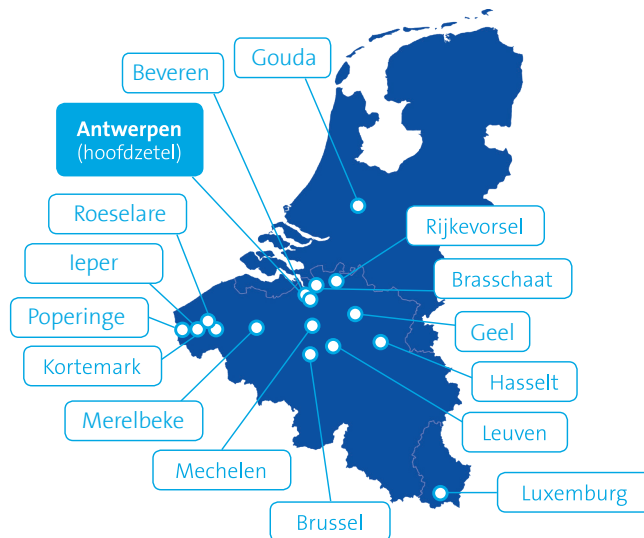 Gouda
Beveren
Antwerpen
(hoofdzetel)
Roeselare
Rijkevorsel
Ieper
Brasschaat
Poperinge
Geel
Kortemark
Hasselt
Merelbeke
Leuven
Mechelen
Luxemburg
Brussel